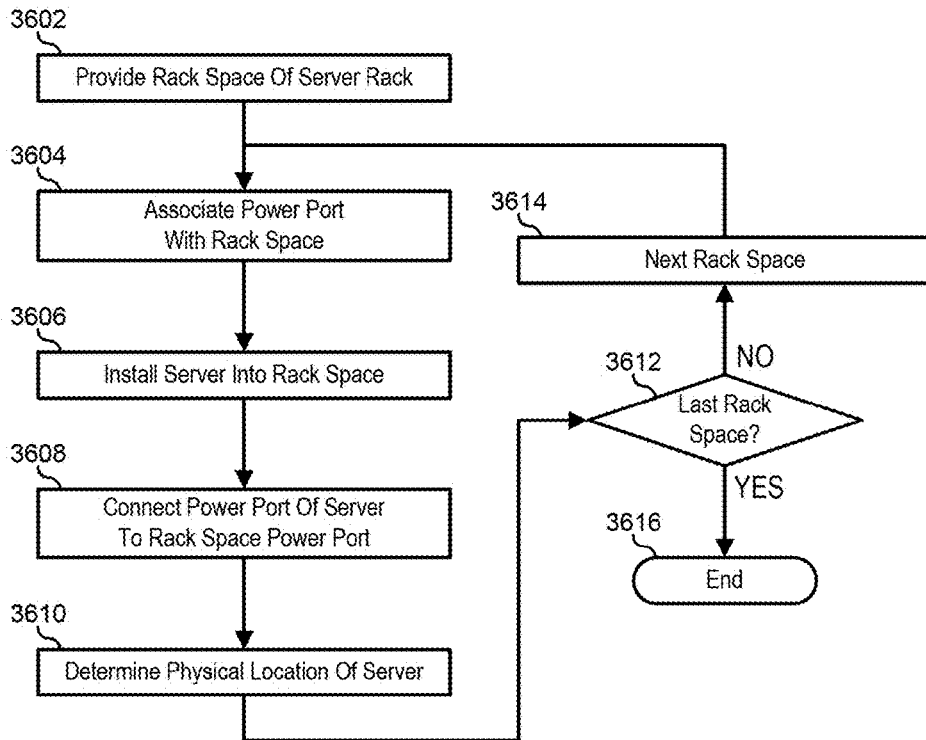 3602
Provide Rack Space Of Server Rack
3604
Associate Power Port
With Rack Space
3606
Install Server Into Rack Space
3608
Connect Power Port Of Server
To Rack Space Power Port
3610
Determine Physical Location Of Server
3614
Next Rack Space
NO
3612
Last Rack
Space?
YES
3616
End